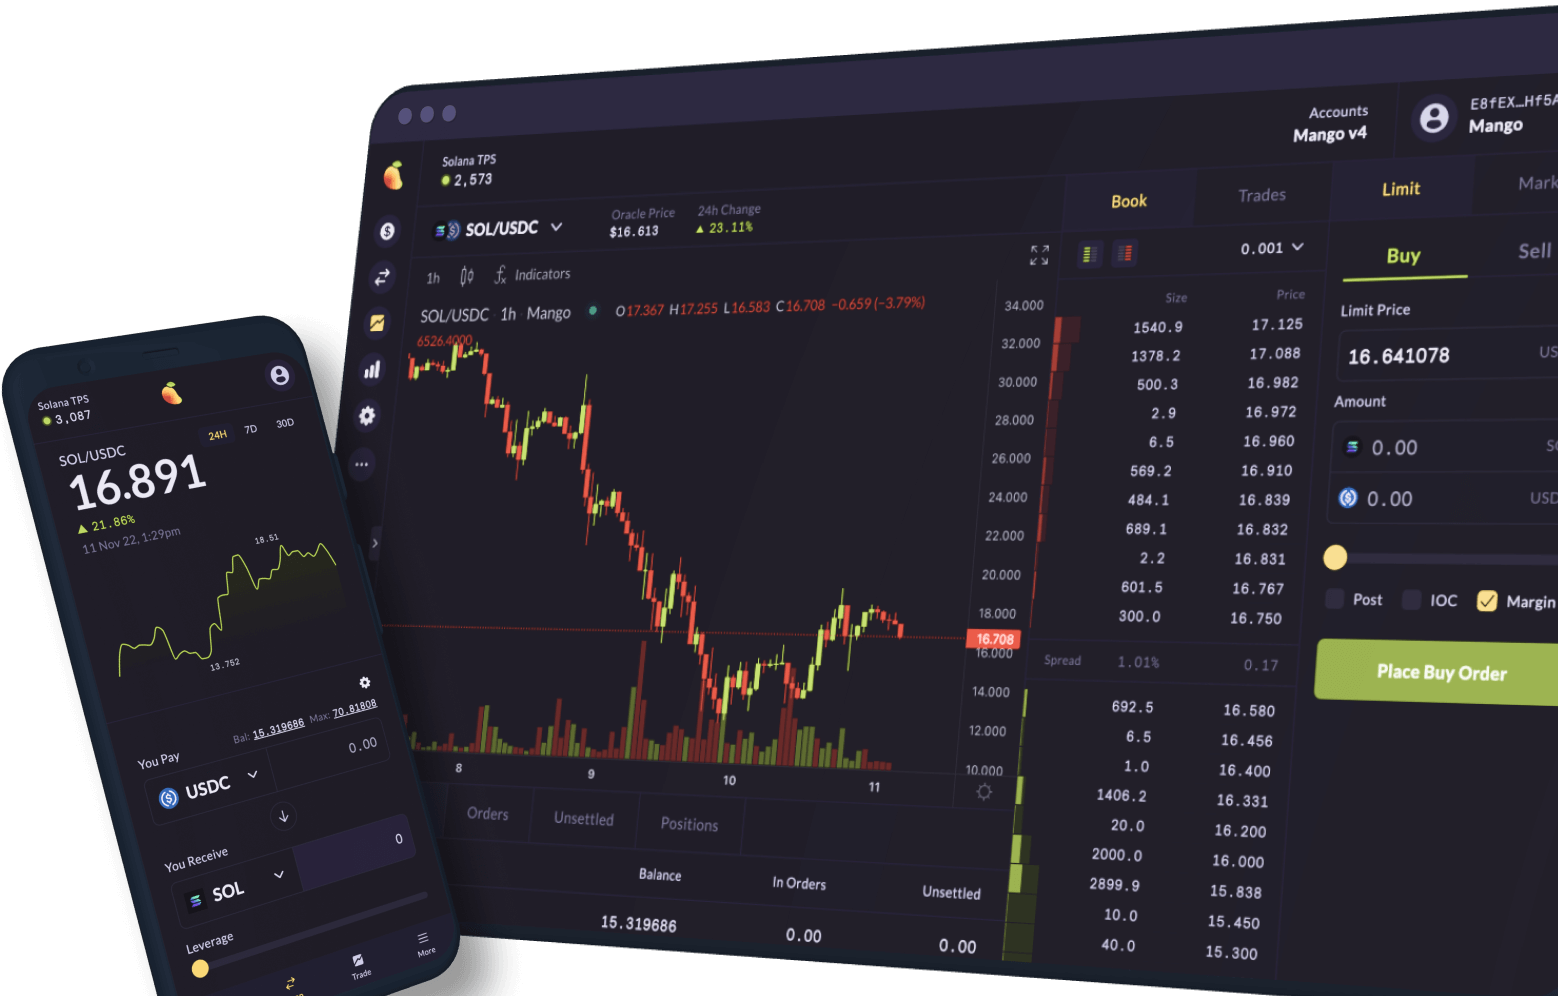 Solana TPS
2,573
Accounts
Mango v4
E8fEX…Hf5A
Mango
SOL/USDC
Oracle Price
$16.613
24h Change
▲ 23.11%
1h
Indicators
SOL/USDC · 1h · Mango
O17.367 H17.255 L16.583 C16.708 −0.659 (−3.79%)
6526.4000
34.000
32.000
30.000
28.000
26.000
24.000
22.000
20.000
18.000
16.708
16.000
14.000
12.000
10.000
8 9 10 11
Orders Unsettled Positions
Balance In Orders Unsettled
15.319686 0.00 0.00
Book Trades
0.001
Size Price
1540.9 17.125
1378.2 17.088
500.3 16.982
2.9 16.972
6.5 16.960
569.2 16.910
484.1 16.839
689.1 16.832
2.2 16.831
601.5 16.767
300.0 16.750
Spread 1.01% 0.17
692.5 16.580
6.5 16.456
1.0 16.400
1406.2 16.331
20.0 16.200
2000.0 16.000
2899.9 15.838
10.0 15.450
40.0 15.300
Limit Mark
Buy Sell
Limit Price
16.641078 US
Amount
0.00 S
0.00 USD
Post IOC Margin
Place Buy Order
Solana TPS
3,087
SOL/USDC
24H 7D 30D
16.891
▲ 21.86%
11 Nov 22, 1:29pm
18.51
13.752
Bal: 15.319686 Max: 70.81808
You Pay
USDC 0.00
You Receive
SOL 0
Leverage
Trade
More